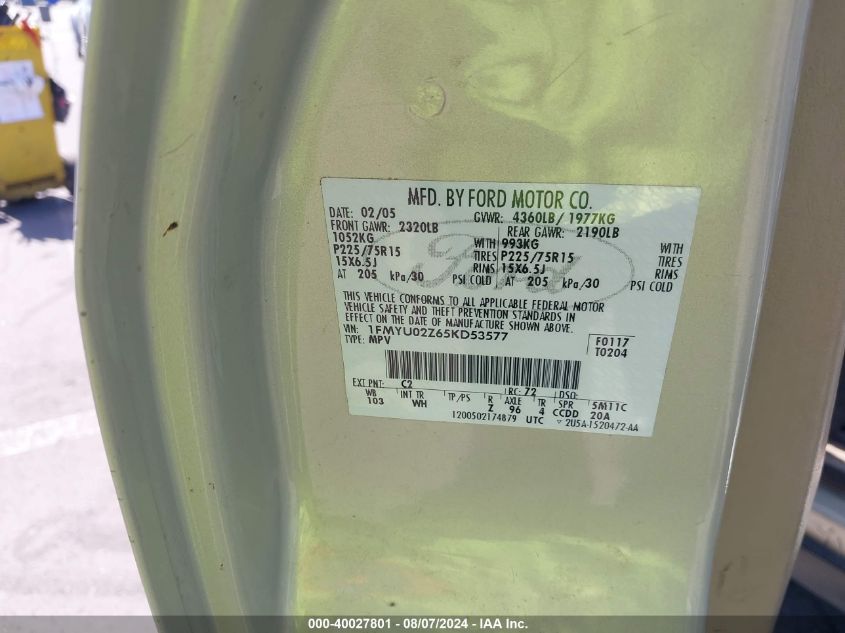 MFD. BY FORD MOTOR CO.
DATE: 02/05 GVWR: 4360LB/ 1977KG
FRONT GAWR: 2320LB REAR GAWR: 2190LB
1052KG WITH 993KG WITH
P225/75R15 TIRES P225/75R15 TIRES
15X6.5J RIMS 15X6.5J RIMS
AT 205 kPa/30 PSI COLD AT 205 kPa/30 PSI COLD
Ford
THIS VEHICLE CONFORMS TO ALL APPLICABLE FEDERAL MOTOR
VEHICLE SAFETY AND THEFT PREVENTION STANDARDS IN
EFFECT ON THE DATE OF MANUFACTURE SHOWN ABOVE.
VIN: 1FMYU02Z65KD53577 F0117
TYPE: MPV T0204
EXT PNT: C2 RC: 72 DSO:
WB INT TR TP/PS R AXLE TR SPR 5M11C
103 WH Z 96 4 CCDD 20A
1200502174879 UTC 2U5A-1520472-AA
000-40027801 - 08/07/2024 - IAA Inc.